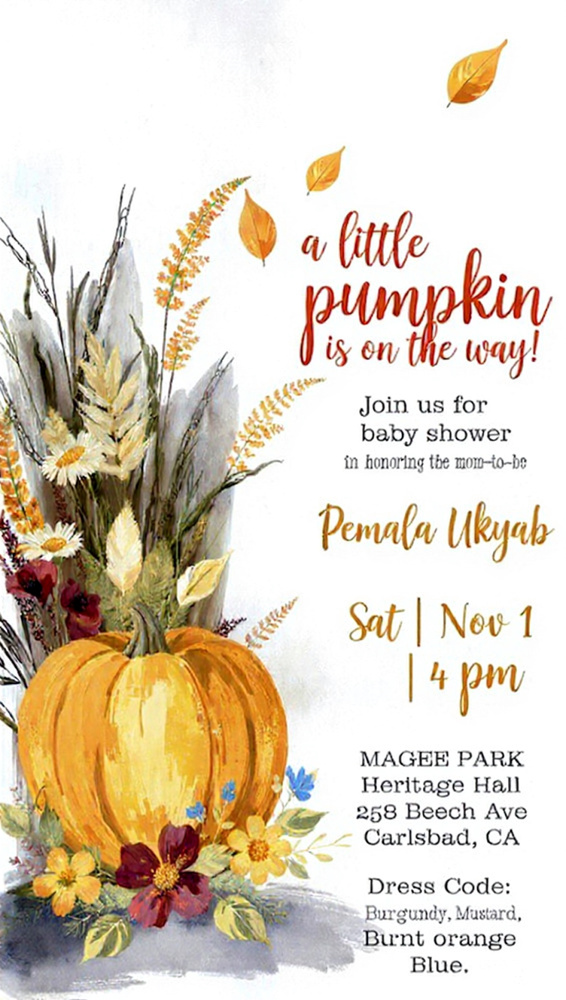 a little
pumpkin
is on the way!
Join us for
baby shower
in honoring the mom-to-be
Pemala Ukyab
Sat | Nov 1
| 4 pm
MAGEE PARK
Heritage Hall
258 Beech Ave
Carlsbad, CA
Dress Code:
Burgundy, Mustard,
Burnt orange
Blue.